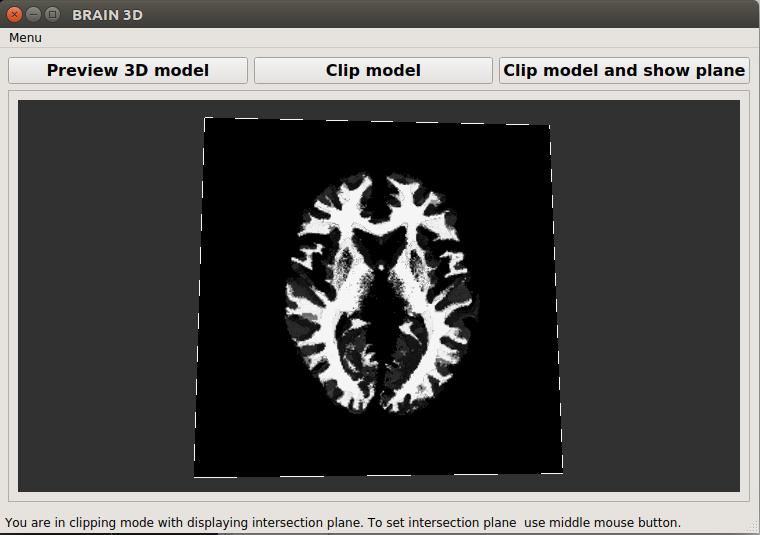 BRAIN 3D
Menu
Preview 3D model
Clip model
Clip model and show plane
You are in clipping mode with displaying intersection plane. To set intersection plane  use middle mouse button.